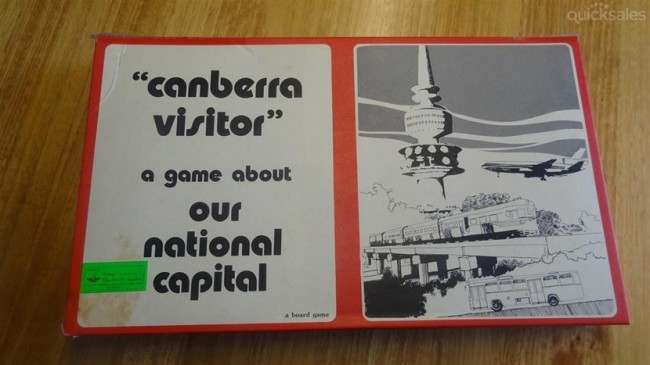 quicksales
"canberra
visitor"
a game about
our
national
capital
a board game